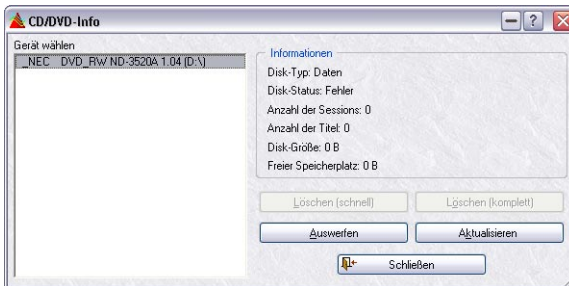 CD/DVD-Info
Gerät wählen
_NEC DVD_RW ND-3520A 1.04 (D:\)
Informationen
Disk-Typ: Daten
Disk-Status: Fehler
Anzahl der Sessions: 0
Anzahl der Titel: 0
Disk-Größe: 0 B
Freier Speicherplatz: 0 B
Löschen (schnell) Löschen (komplett)
Auswerfen Aktualisieren
Schließen